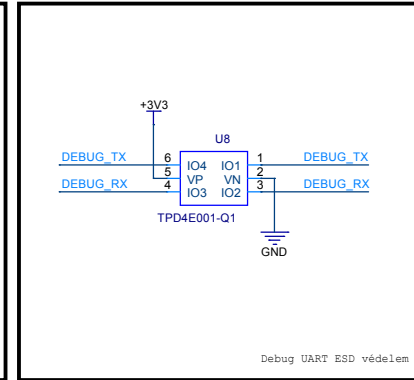 +3V3
U8
DEBUG_TX 6 IO4 IO1 1 DEBUG_TX
5 VP VN 2
DEBUG_RX 4 IO3 IO2 3 DEBUG_RX
TPD4E001-Q1
GND
Debug UART ESD védelem